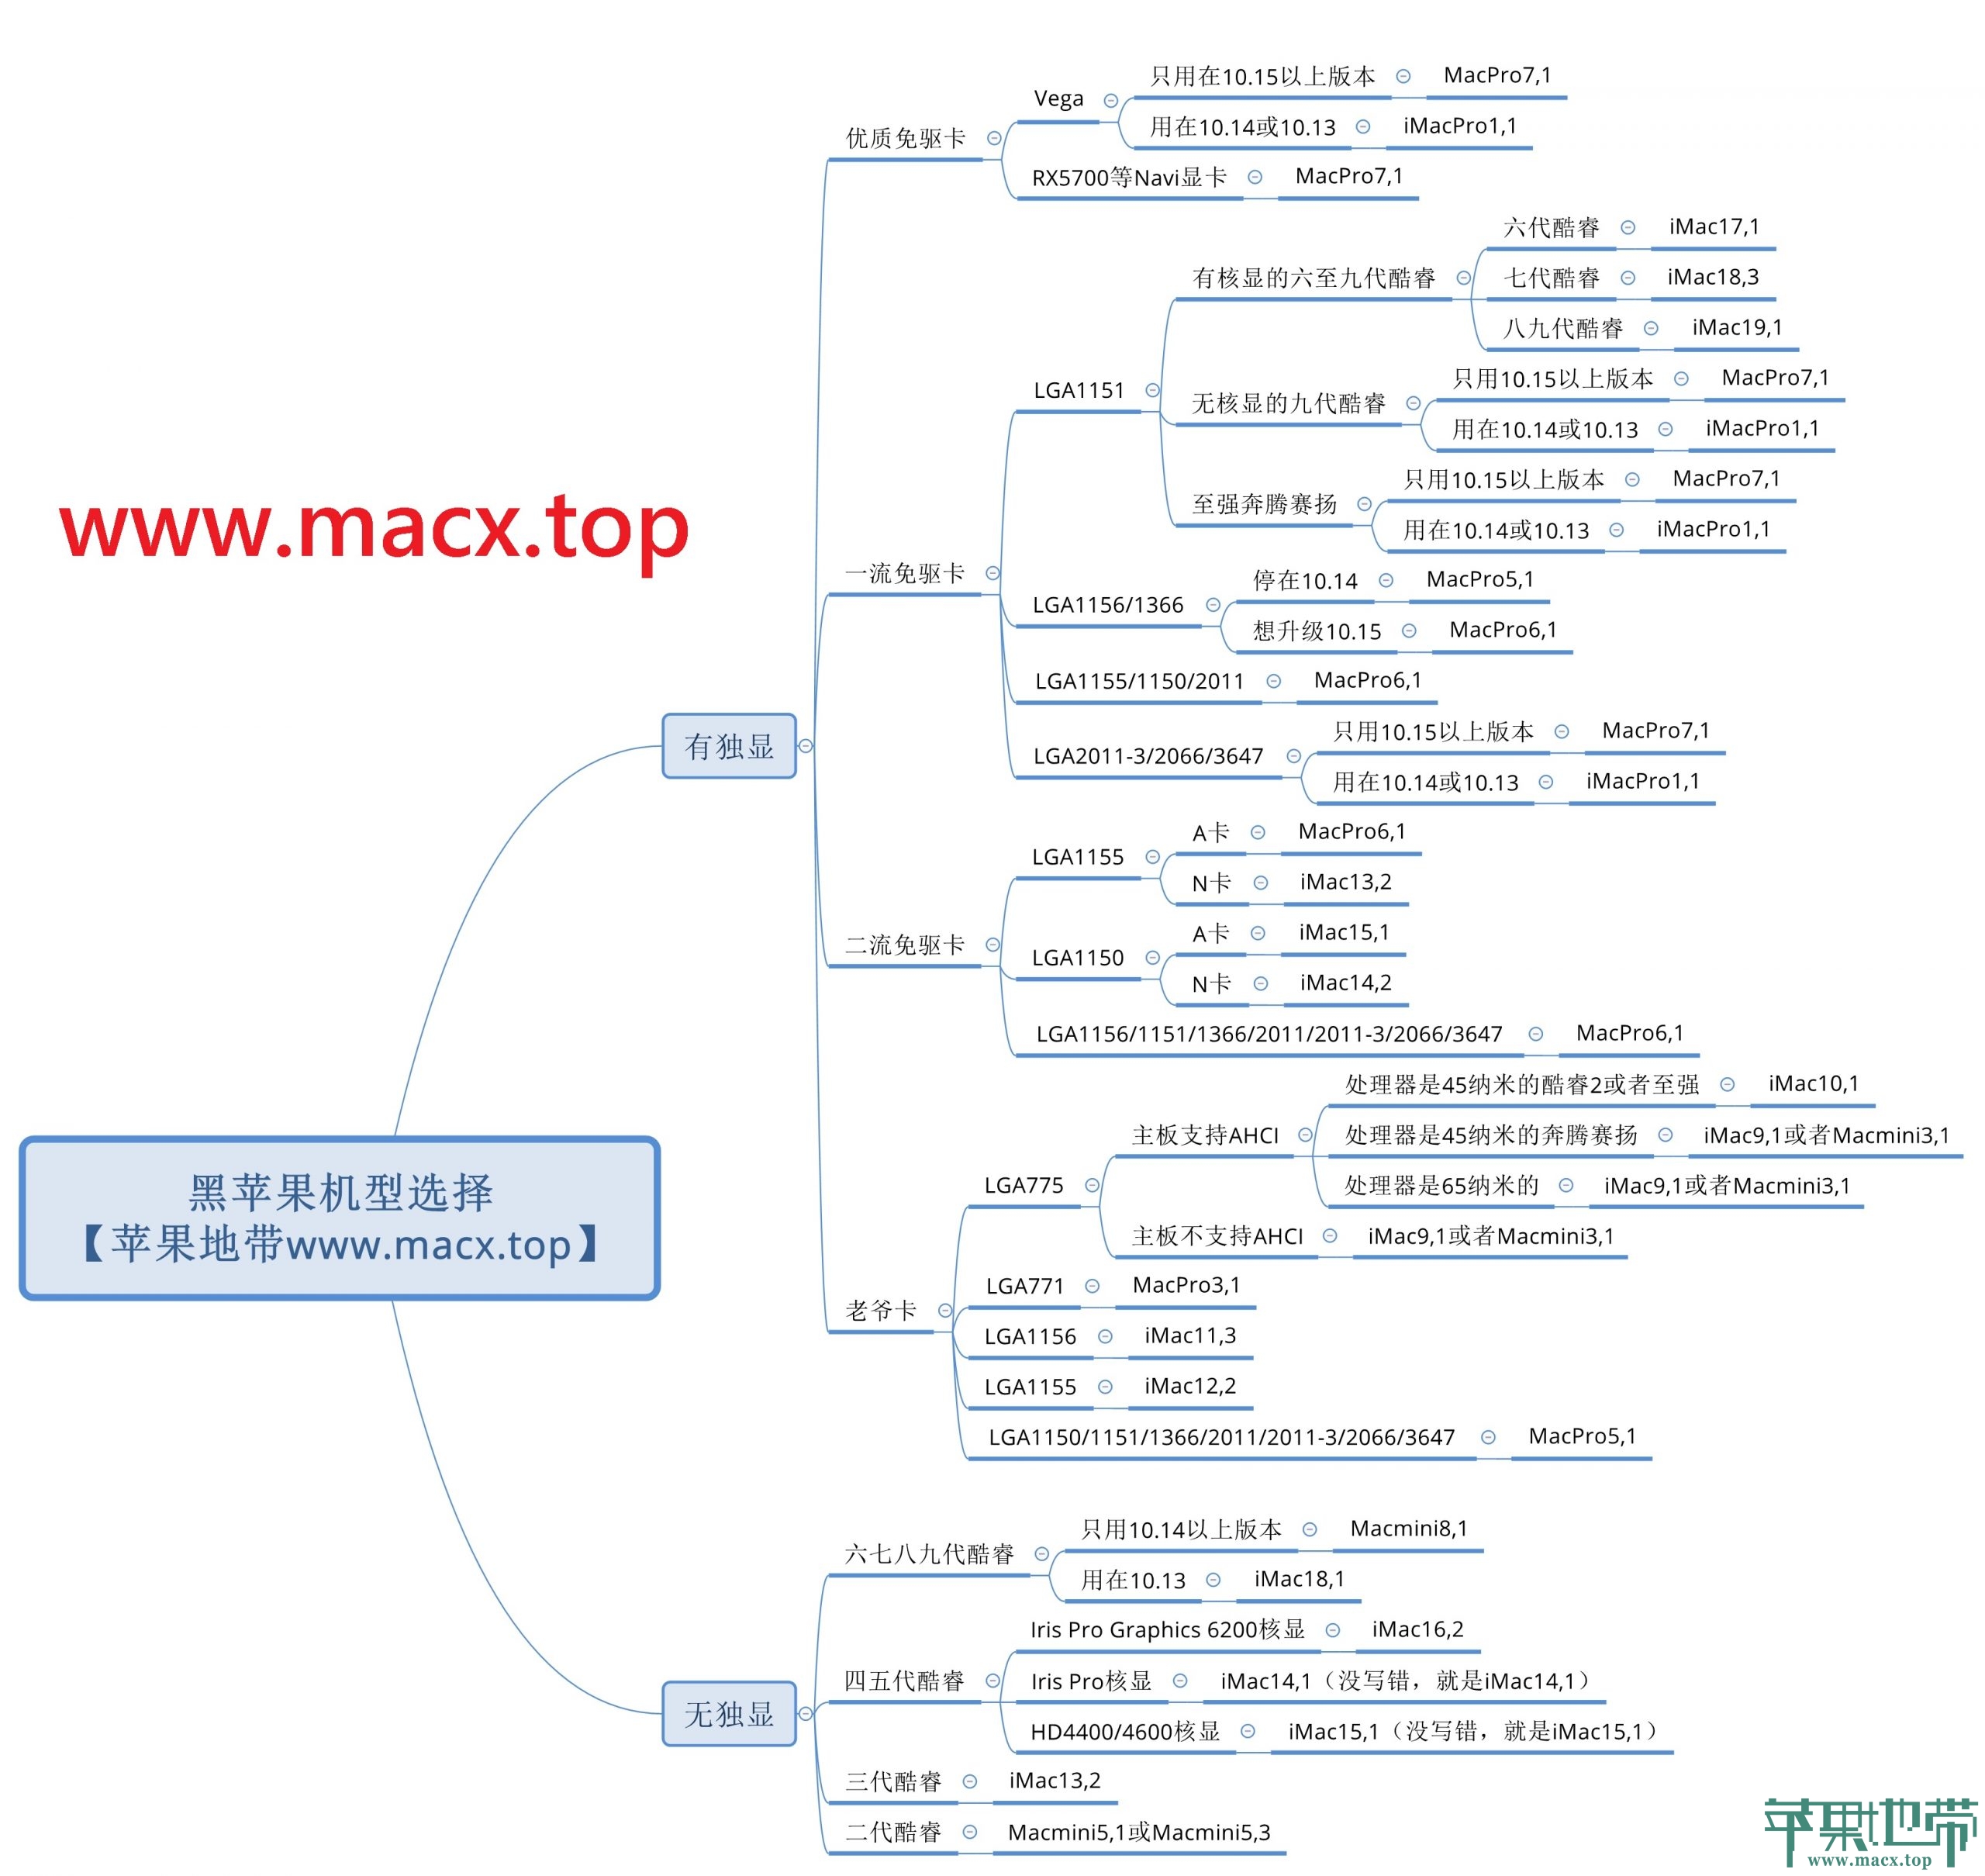 www.macx.top
黑苹果机型选择
【苹果地带www.macx.top】
有独显
优质免驱卡
Vega
只用在10.15以上版本
MacPro7,1
用在10.14或10.13
iMacPro1,1
RX5700等Navi显卡
MacPro7,1
一流免驱卡
LGA1151
有核显的六至九代酷睿
六代酷睿
iMac17,1
七代酷睿
iMac18,3
八九代酷睿
iMac19,1
无核显的九代酷睿
只用10.15以上版本
MacPro7,1
用在10.14或10.13
iMacPro1,1
至强奔腾赛扬
只用10.15以上版本
MacPro7,1
用在10.14或10.13
iMacPro1,1
LGA1156/1366
停在10.14
MacPro5,1
想升级10.15
MacPro6,1
LGA1155/1150/2011
MacPro6,1
LGA2011-3/2066/3647
只用10.15以上版本
MacPro7,1
用在10.14或10.13
iMacPro1,1
二流免驱卡
LGA1155
A卡
MacPro6,1
N卡
iMac13,2
LGA1150
A卡
iMac15,1
N卡
iMac14,2
LGA1156/1151/1366/2011/2011-3/2066/3647
MacPro6,1
老爷卡
LGA775
主板支持AHCI
处理器是45纳米的酷睿2或者至强
iMac10,1
处理器是45纳米的奔腾赛扬
iMac9,1或者Macmini3,1
处理器是65纳米的
iMac9,1或者Macmini3,1
主板不支持AHCI
iMac9,1或者Macmini3,1
LGA771
MacPro3,1
LGA1156
iMac11,3
LGA1155
iMac12,2
LGA1150/1151/1366/2011/2011-3/2066/3647
MacPro5,1
无独显
六七八九代酷睿
只用10.14以上版本
Macmini8,1
用在10.13
iMac18,1
四五代酷睿
Iris Pro Graphics 6200核显
iMac16,2
Iris Pro核显
iMac14,1（没写错，就是iMac14,1）
HD4400/4600核显
iMac15,1（没写错，就是iMac15,1）
三代酷睿
iMac13,2
二代酷睿
Macmini5,1或Macmini5,3
苹果地带
www.macx.top